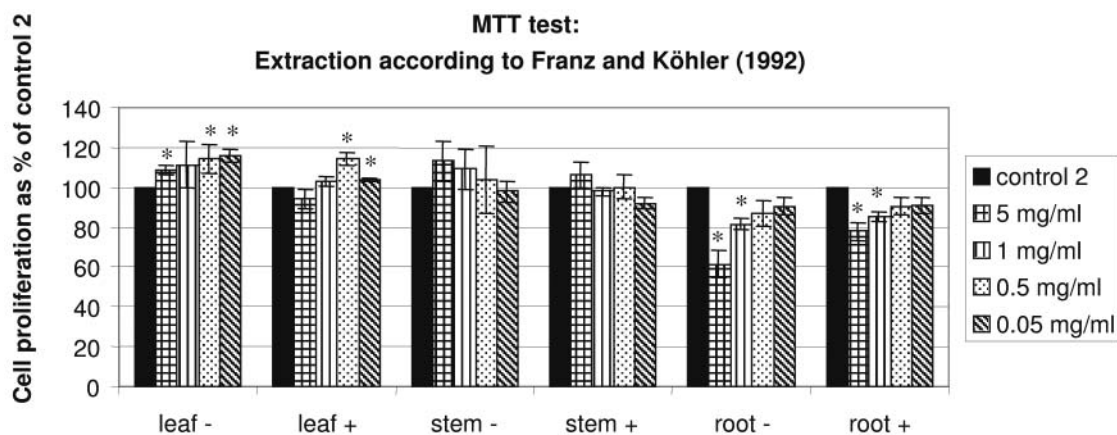 MTT test:
Extraction according to Franz and Köhler (1992)
Cell proliferation as % of control 2
140
120
100
80
60
40
20
0
* * *
* *
* *
* *
leaf - leaf + stem - stem + root - root +
control 2
5 mg/ml
1 mg/ml
0.5 mg/ml
0.05 mg/ml